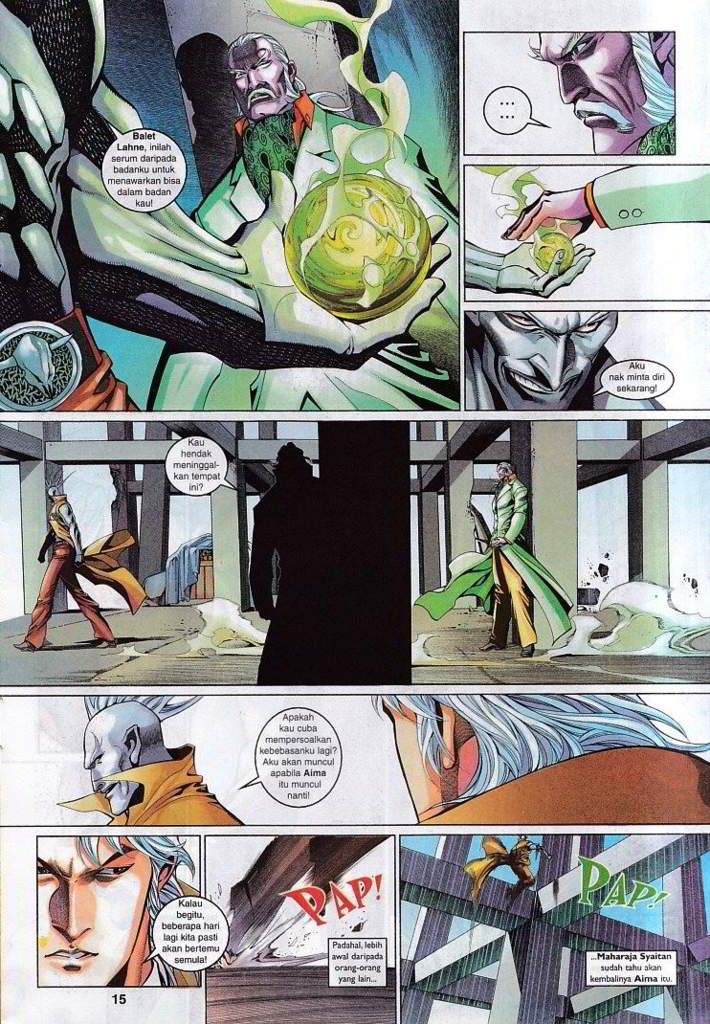 Balet
Lahne, inilah
serum daripada
badanku untuk
menawarkan bisa
dalam badan
kau!
...
...
Aku
nak minta diri
sekarang!
Kau
hendak
meninggal-
kan tempat
ini?
Apakah
kau cuba
mempersoalkan
kebebasanku lagi?
Aku akan muncul
apabila Aima
itu muncul
nanti!
Kalau
begitu,
beberapa hari
lagi kita pasti
akan bertemu
semula!
PAP!
Padahal, lebih
awal daripada
orang-orang
yang lain...
PAP!
...Maharaja Syaitan
sudah tahu akan
kembalinya Aima itu.
15